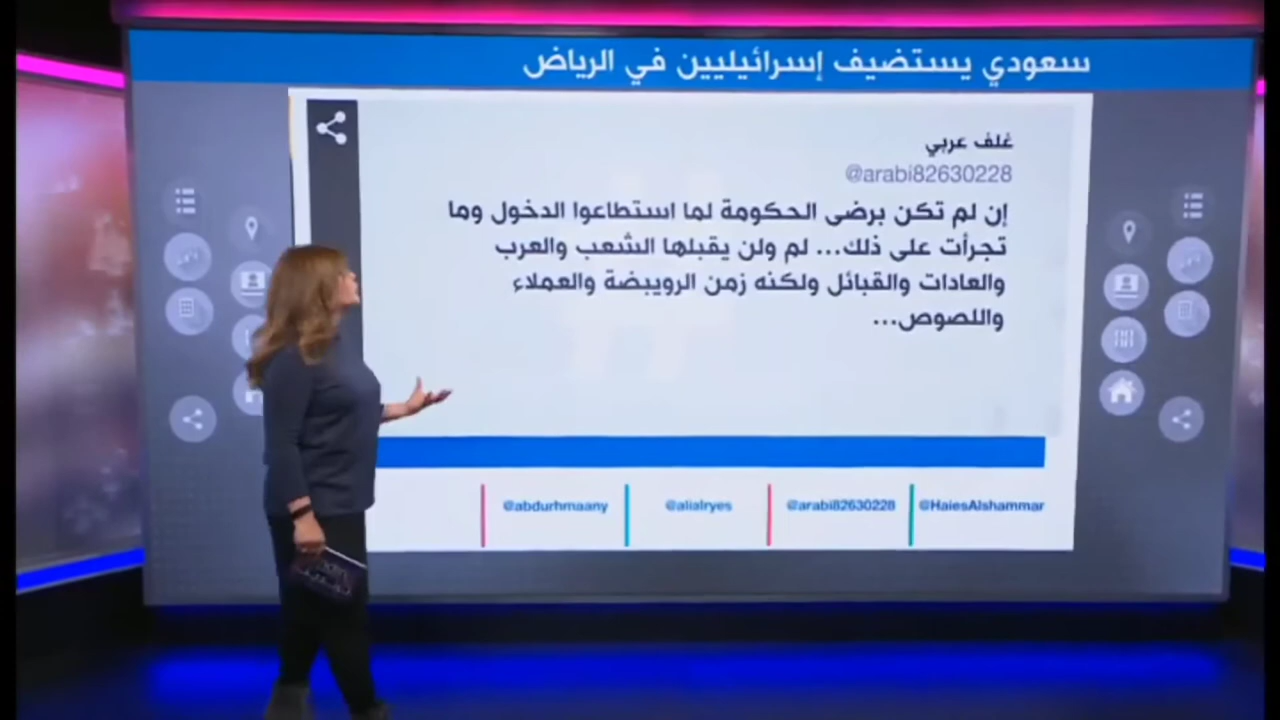 سعودي يستضيف إسرائيليين في الرياض
غلف عربي
@arabi82630228
إن لم تكن برضى الحكومة لما استطاعوا الدخول وما
تجرأت على ذلك... لم ولن يقبلها الشعب والعرب
والعادات والقبائل ولكنه زمن الرويبضة والعملاء
واللصوص...
@abdurhmaany
@alialryes
@arabi82630228
@HaiesAlshammar